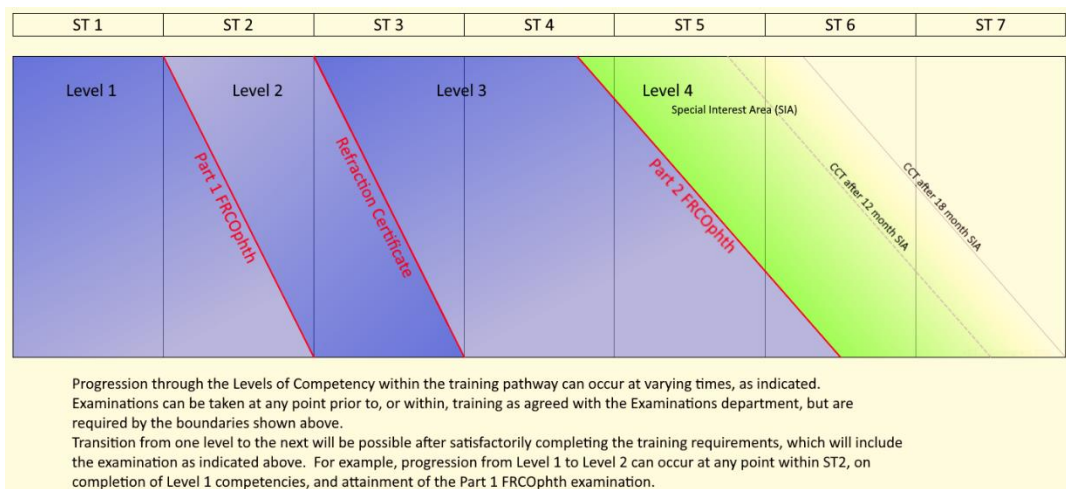 ST 1 ST 2 ST 3 ST 4 ST 5 ST 6 ST 7
Level 1 Level 2 Level 3 Level 4
Special Interest Area (SIA)
Part 1 FRCOphth
Refraction Certificate
Part 2 FRCOphth
CCT after 12 month SIA
CCT after 18 month SIA
Progression through the Levels of Competency within the training pathway can occur at varying times, as indicated.
Examinations can be taken at any point prior to, or within, training as agreed with the Examinations department, but are
required by the boundaries shown above.
Transition from one level to the next will be possible after satisfactorily completing the training requirements, which will include
the examination as indicated above. For example, progression from Level 1 to Level 2 can occur at any point within ST2, on
completion of Level 1 competencies, and attainment of the Part 1 FRCOphth examination.